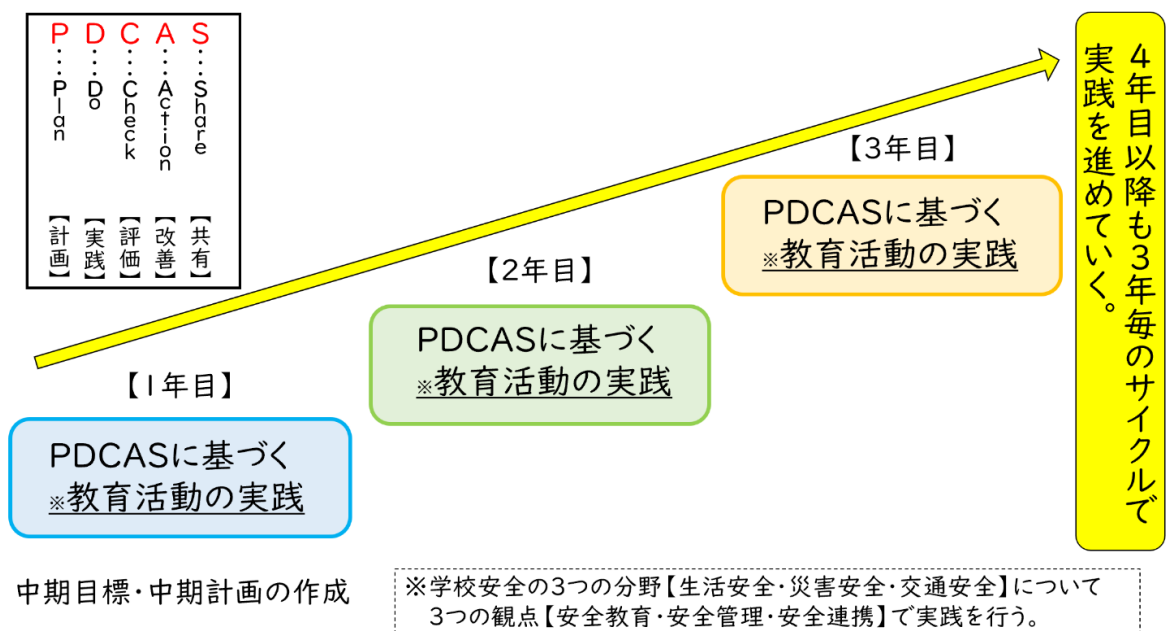 P・・・Plan【計画】
D・・・Do【実践】
C・・・Check【評価】
A・・・Action【改善】
S・・・Share【共有】
【1年目】
PDCASに基づく
※教育活動の実践
【2年目】
PDCASに基づく
※教育活動の実践
【3年目】
PDCASに基づく
※教育活動の実践
4年目以降も3年毎のサイクルで
実践を進めていく。
中期目標・中期計画の作成
※学校安全の3つの分野【生活安全・災害安全・交通安全】について
3つの観点【安全教育・安全管理・安全連携】で実践を行う。